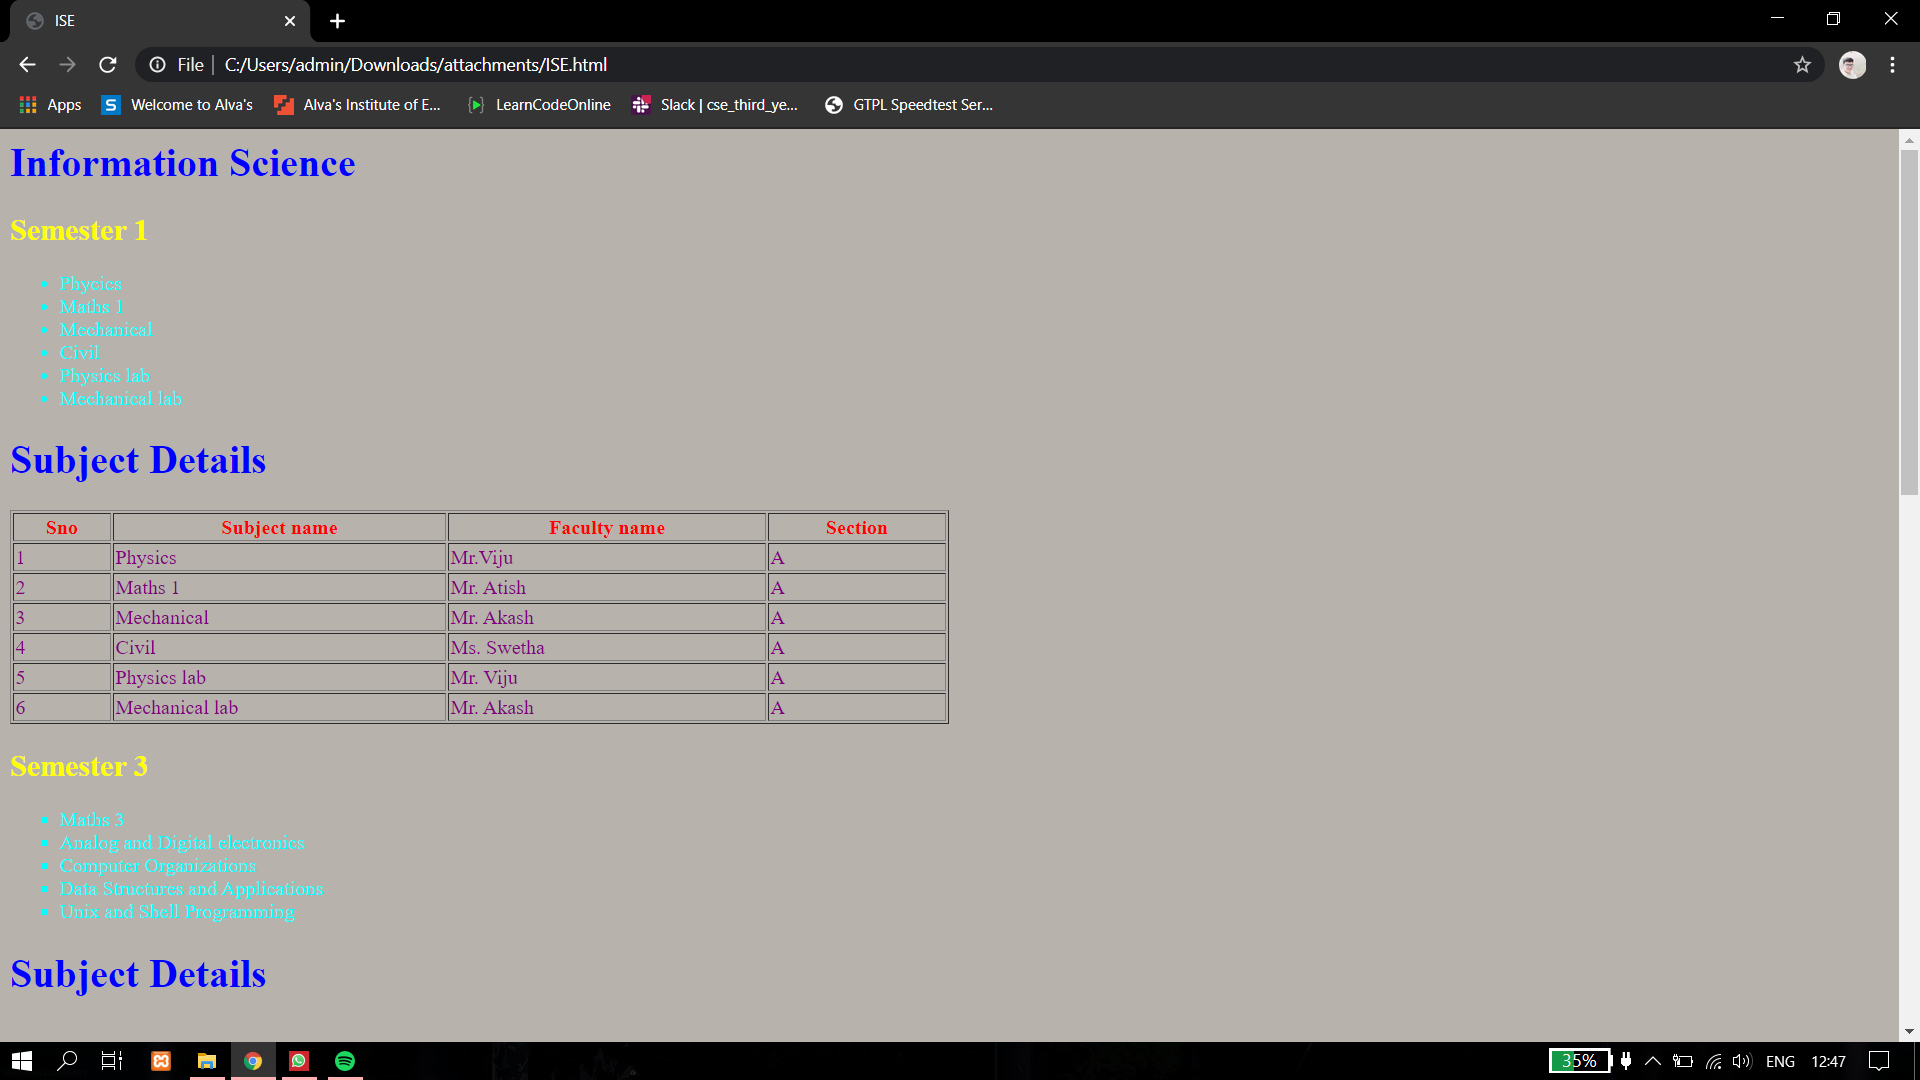 ISE
File
C:/Users/admin/Downloads/attachments/ISE.html
Apps
Welcome to Alva's
Alva's Institute of E...
LearnCodeOnline
Slack | cse_third_ye...
GTPL Speedtest Ser...
Information Science
Semester 1
Phycics
Maths 1
Mechanical
Civil
Physics lab
Mechanical lab
Subject Details
Sno Subject name Faculty name Section
1 Physics Mr.Viju A
2 Maths 1 Mr. Atish A
3 Mechanical Mr. Akash A
4 Civil Ms. Swetha A
5 Physics lab Mr. Viju A
6 Mechanical lab Mr. Akash A
Semester 3
Maths 3
Analog and Digital electronics
Computer Organizations
Data Structures and Applications
Unix and Shell Programming
Subject Details
35%
ENG
12:47